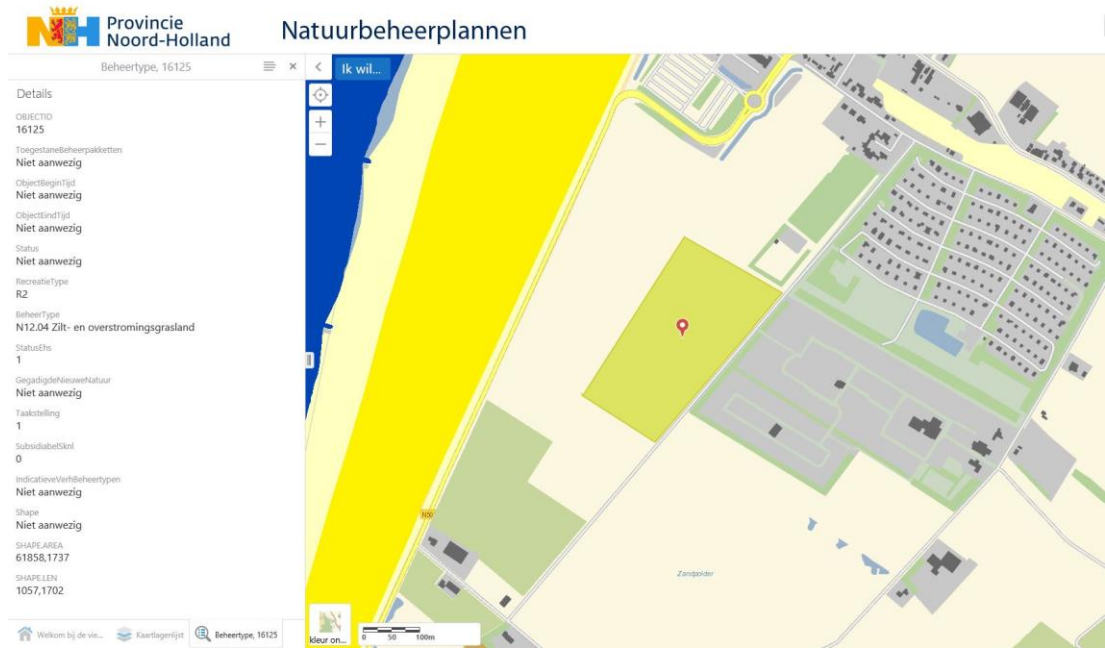 Provincie
Noord-Holland
Natuurbeheerplannen
Beheertype, 16125
Details
OBJECTID
16125
ToegestaneBeheerpakketten
Niet aanwezig
ObjectBeginTijd
Niet aanwezig
ObjectEindTijd
Niet aanwezig
Status
Niet aanwezig
RecreatieType
R2
BeheerType
N12.04 Zilt- en overstromingsgrasland
StatusEhs
1
GegadigdeNieuweNatuur
Niet aanwezig
Taakstelling
1
SubsidiabelSknl
0
IndicatieveVerhBeheertypen
Niet aanwezig
Shape
Niet aanwezig
SHAPE.AREA
61858,1737
SHAPE.LEN
1057,1702
Welkom bij de vie...
Kaartlagenlijst
Beheertype, 16125
Ik wil...
Zandpolder
kleur on...
0 50 100m